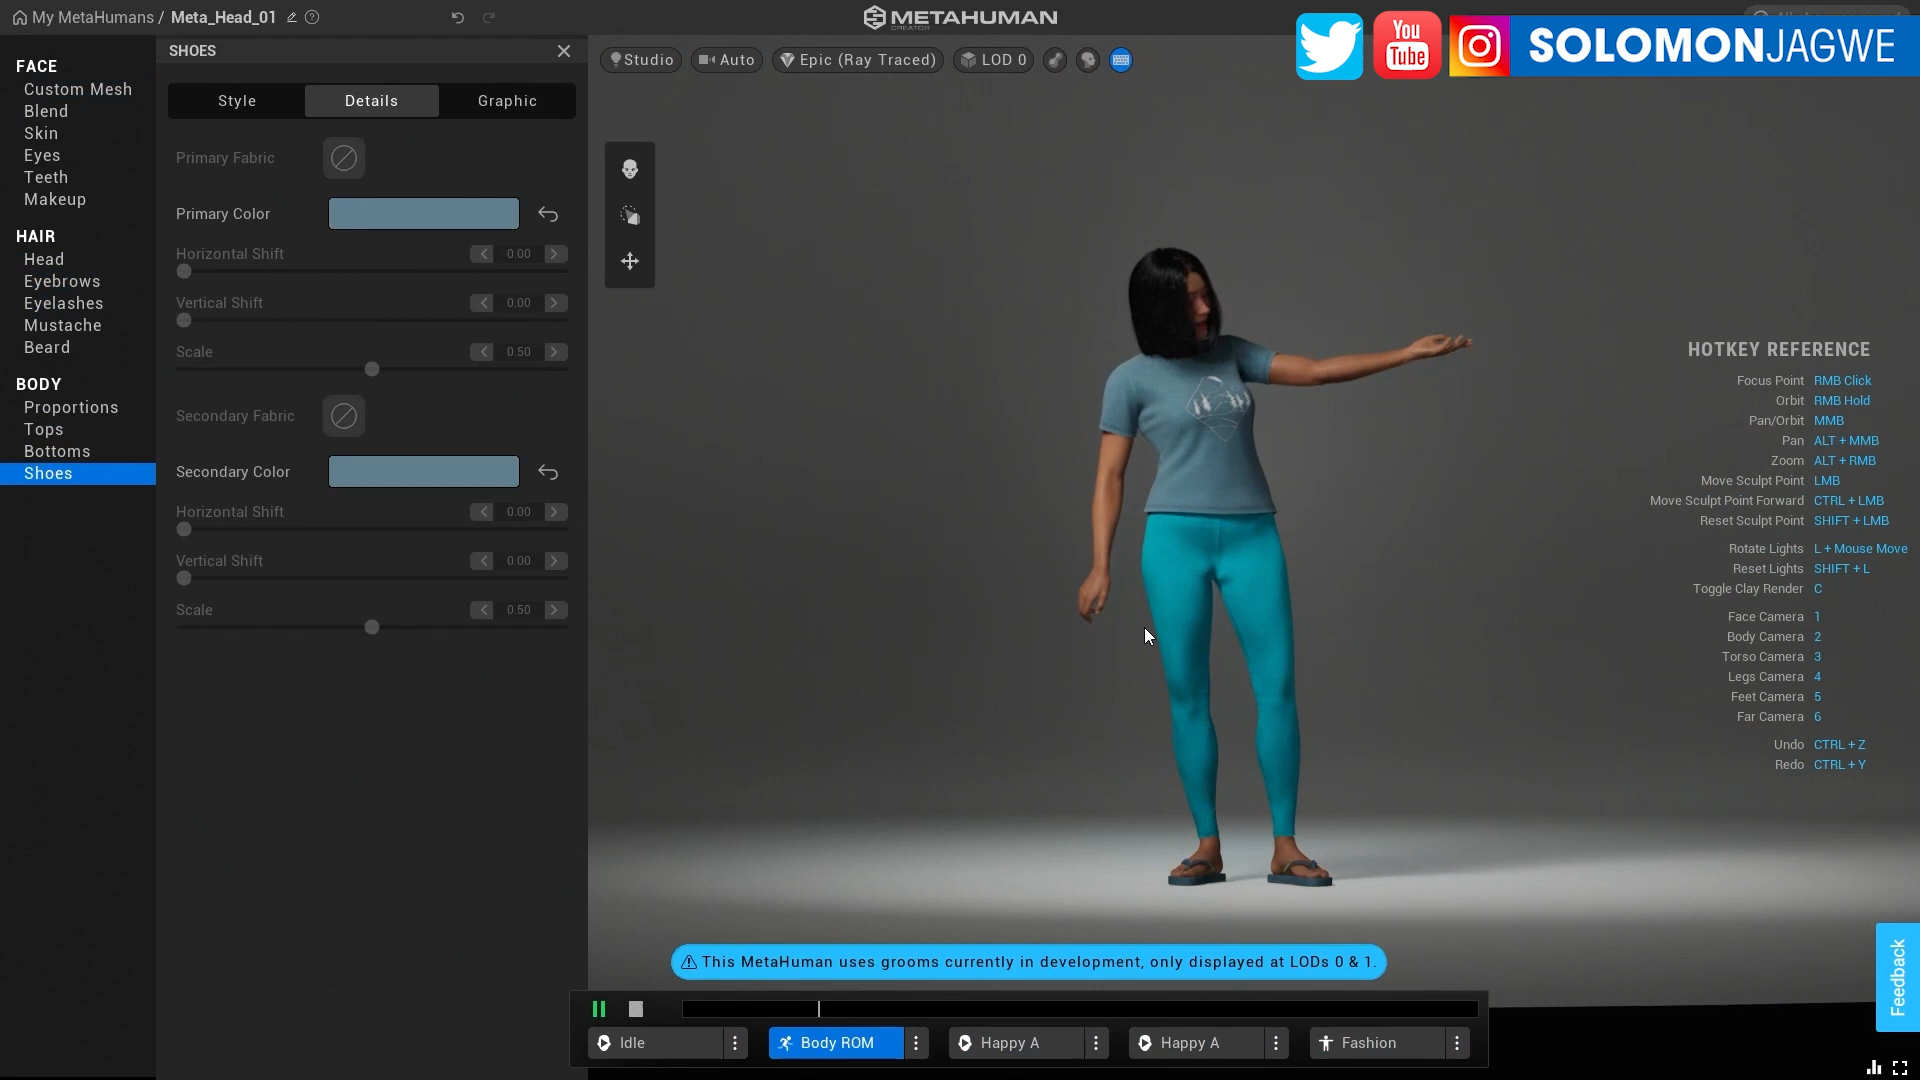 My MetaHumans / Meta_Head_01
METAHUMAN
CREATOR
You
Tube
SOLOMONJAGWE
FACE
Custom Mesh
Blend
Skin
Eyes
Teeth
Makeup
HAIR
Head
Eyebrows
Eyelashes
Mustache
Beard
BODY
Proportions
Tops
Bottoms
Shoes
SHOES
Style Details Graphic
Primary Fabric
Primary Color
Horizontal Shift 0.00
Vertical Shift 0.00
Scale 0.50
Secondary Fabric
Secondary Color
Horizontal Shift 0.00
Vertical Shift 0.00
Scale 0.50
Studio Auto Epic (Ray Traced) LOD 0
HOTKEY REFERENCE
Focus Point RMB Click
Orbit RMB Hold
Pan/Orbit MMB
Pan ALT + MMB
Zoom ALT + RMB
Move Sculpt Point LMB
Move Sculpt Point Forward CTRL + LMB
Reset Sculpt Point SHIFT + LMB
Rotate Lights L + Mouse Move
Reset Lights SHIFT + L
Toggle Clay Render C
Face Camera 1
Body Camera 2
Torso Camera 3
Legs Camera 4
Feet Camera 5
Far Camera 6
Undo CTRL + Z
Redo CTRL + Y
Feedback
This MetaHuman uses grooms currently in development, only displayed at LODs 0 & 1.
Idle Body ROM Happy A Happy A Fashion